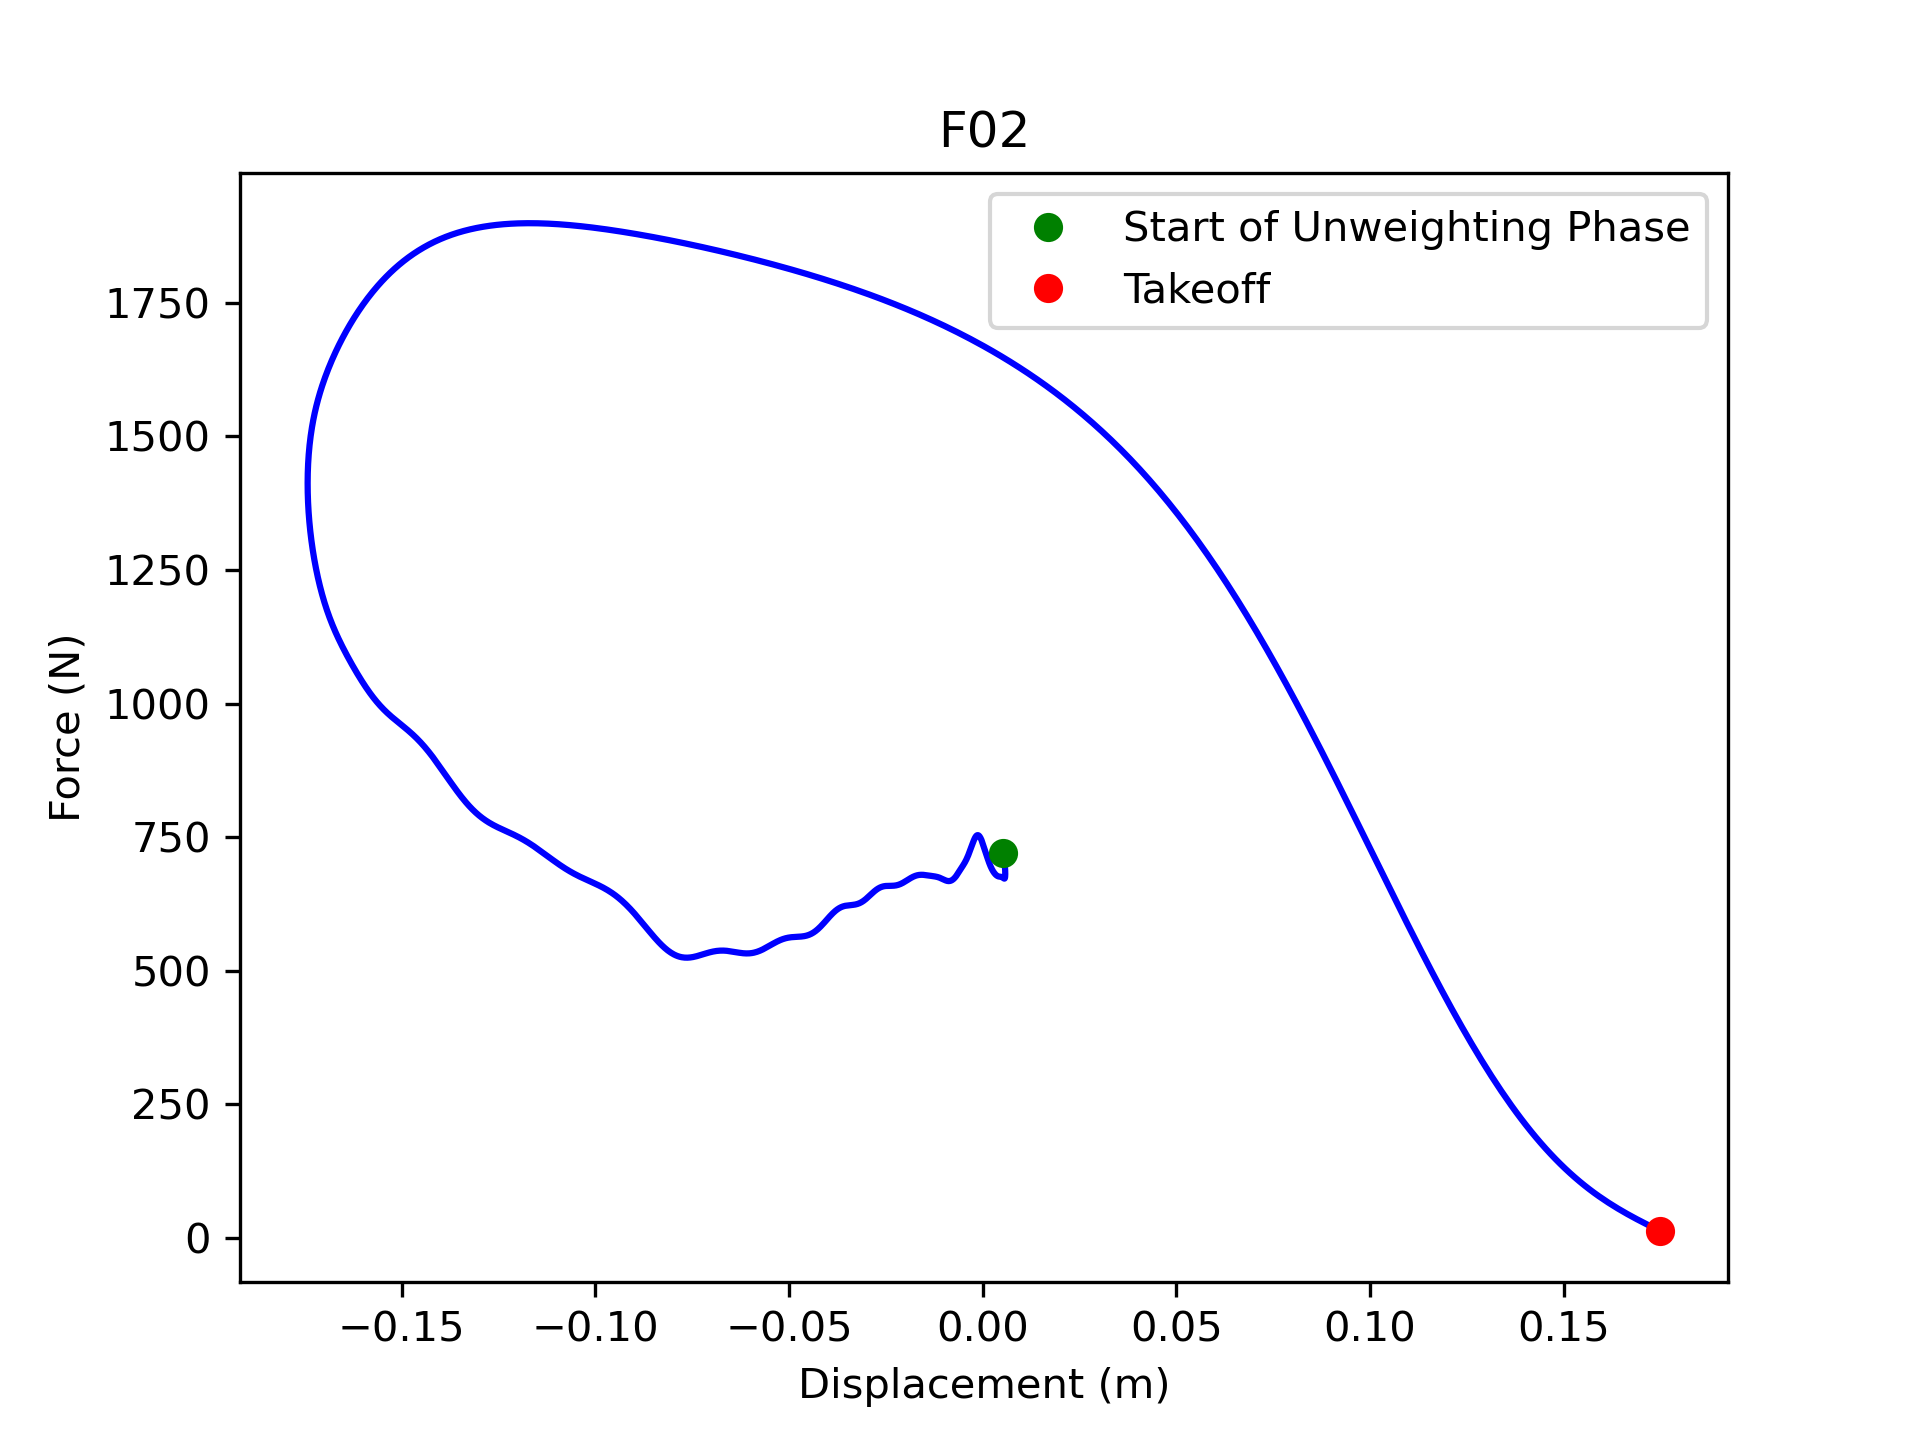 F02
Start of Unweighting Phase
Takeoff
1750
1500
1250
1000
750
500
250
0
Force (N)
−0.15 −0.10 −0.05 0.00 0.05 0.10 0.15
Displacement (m)